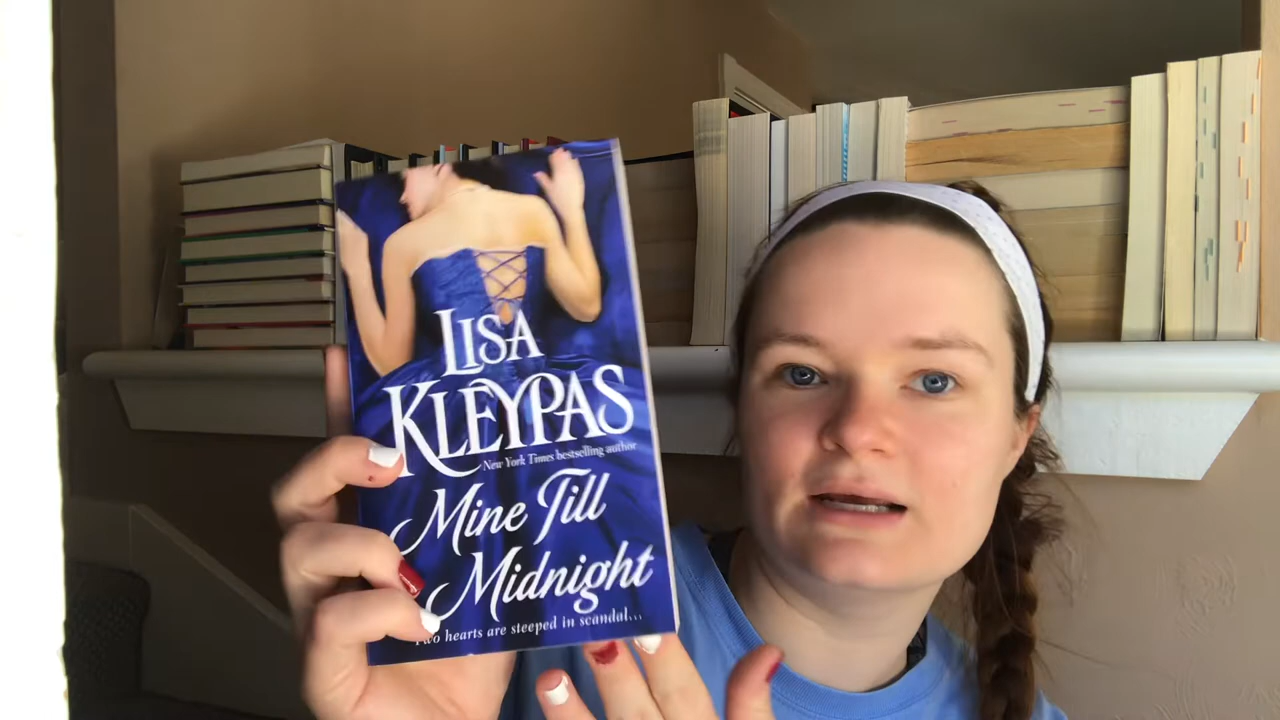 LISA
KLEYPAS
New York Times bestselling author
Mine Till
Midnight
Two hearts are steeped in scandal...